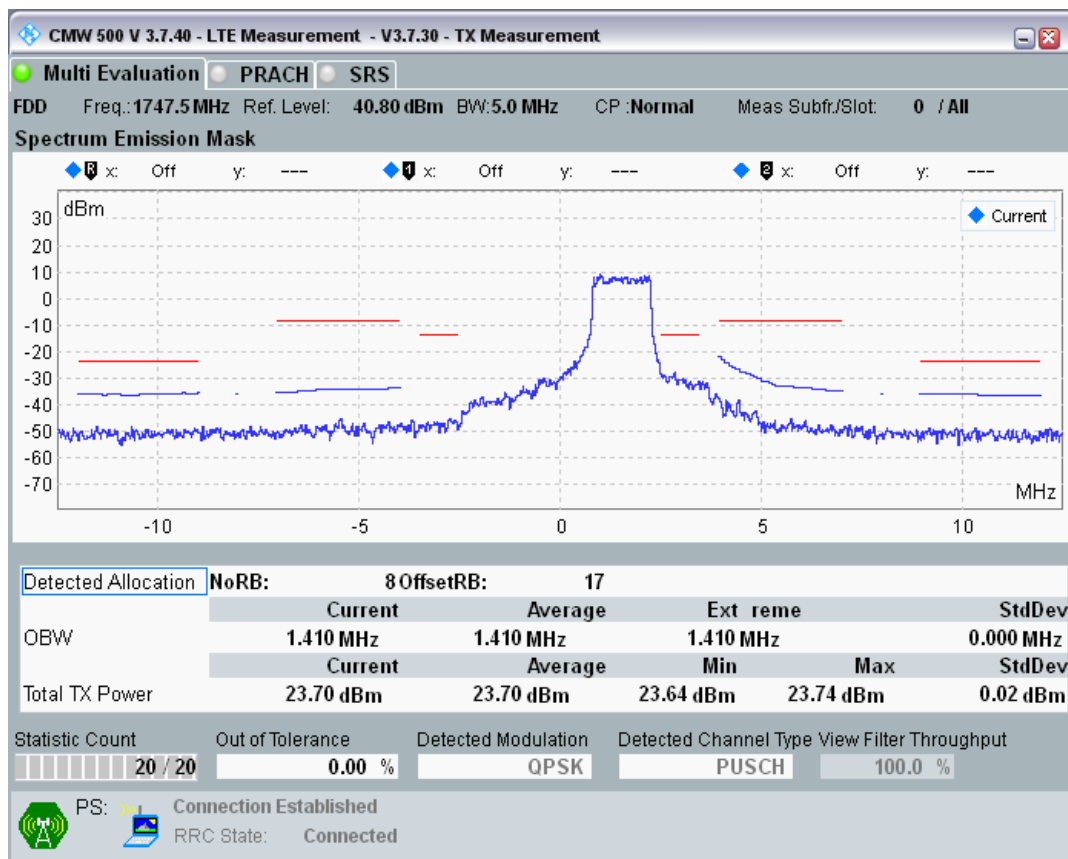 CMW 500 V 3.7.40 - LTE Measurement - V3.7.30 - TX Measurement
Multi Evaluation PRACH SRS
FDD Freq.:1747.5 MHz Ref. Level: 40.80 dBm BW:5.0 MHz CP :Normal Meas Subfr./Slot: 0 / All
Spectrum Emission Mask
R x: Off y: --- 1 x: Off y: --- 2 x: Off y: ---
dBm
Current
30
20
10
0
-10
-20
-30
-40
-50
-60
-70
MHz
-10 -5 0 5 10
Detected Allocation NoRB: 8 OffsetRB: 17
Current Average Ext reme StdDev
OBW 1.410 MHz 1.410 MHz 1.410 MHz 0.000 MHz
Current Average Min Max StdDev
Total TX Power 23.70 dBm 23.70 dBm 23.64 dBm 23.74 dBm 0.02 dBm
Statistic Count Out of Tolerance Detected Modulation Detected Channel Type View Filter Throughput
20 / 20 0.00 % QPSK PUSCH 100.0 %
PS: Connection Established
RRC State: Connected